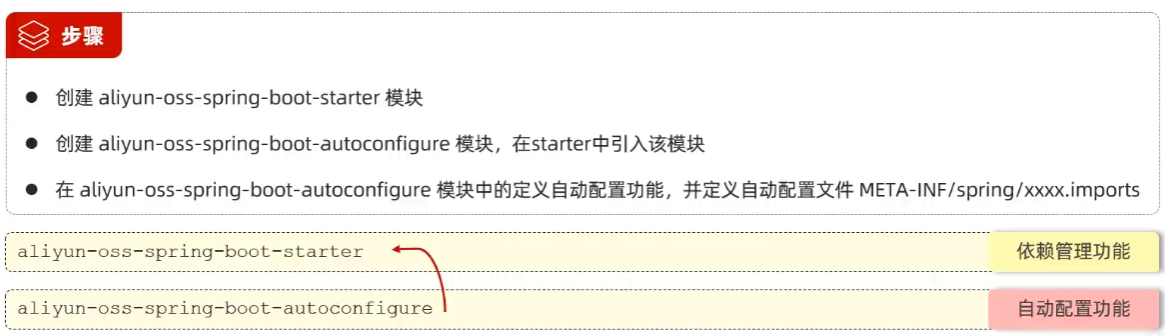 步骤
● 创建 aliyun-oss-spring-boot-starter 模块
● 创建 aliyun-oss-spring-boot-autoconfigure 模块，在starter中引入该模块
● 在 aliyun-oss-spring-boot-autoconfigure 模块中的定义自动配置功能，并定义自动配置文件 META-INF/spring/xxxx.imports
aliyun-oss-spring-boot-starter 依赖管理功能
aliyun-oss-spring-boot-autoconfigure 自动配置功能